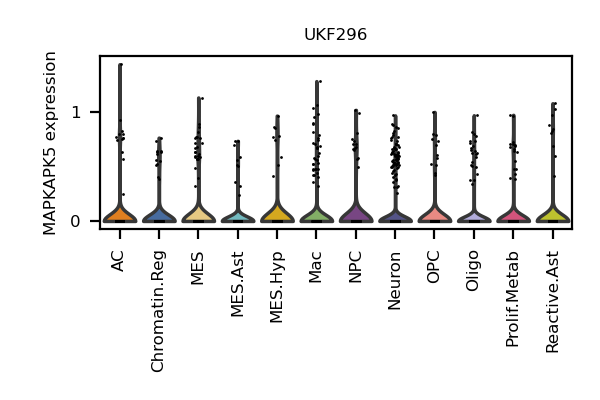 UKF296
MAPKAPK5 expression
1
0
AC
Chromatin.Reg
MES
MES.Ast
MES.Hyp
Mac
NPC
Neuron
OPC
Oligo
Prolif.Metab
Reactive.Ast